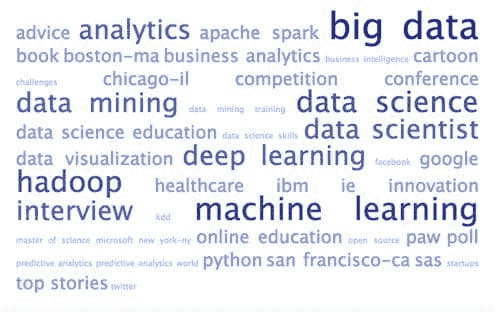 advice analytics apache spark big data
book boston-ma business analytics business intelligence cartoon
challenges chicago-il competition conference
data mining data mining training data science
data science education data science skills data scientist
data visualization deep learning facebook google
hadoop healthcare ibm ie innovation
interview kdd machine learning
master of science microsoft new york-ny online education open source paw poll
predictive analytics predictive analytics world python san francisco-ca sas startups
top stories twitter